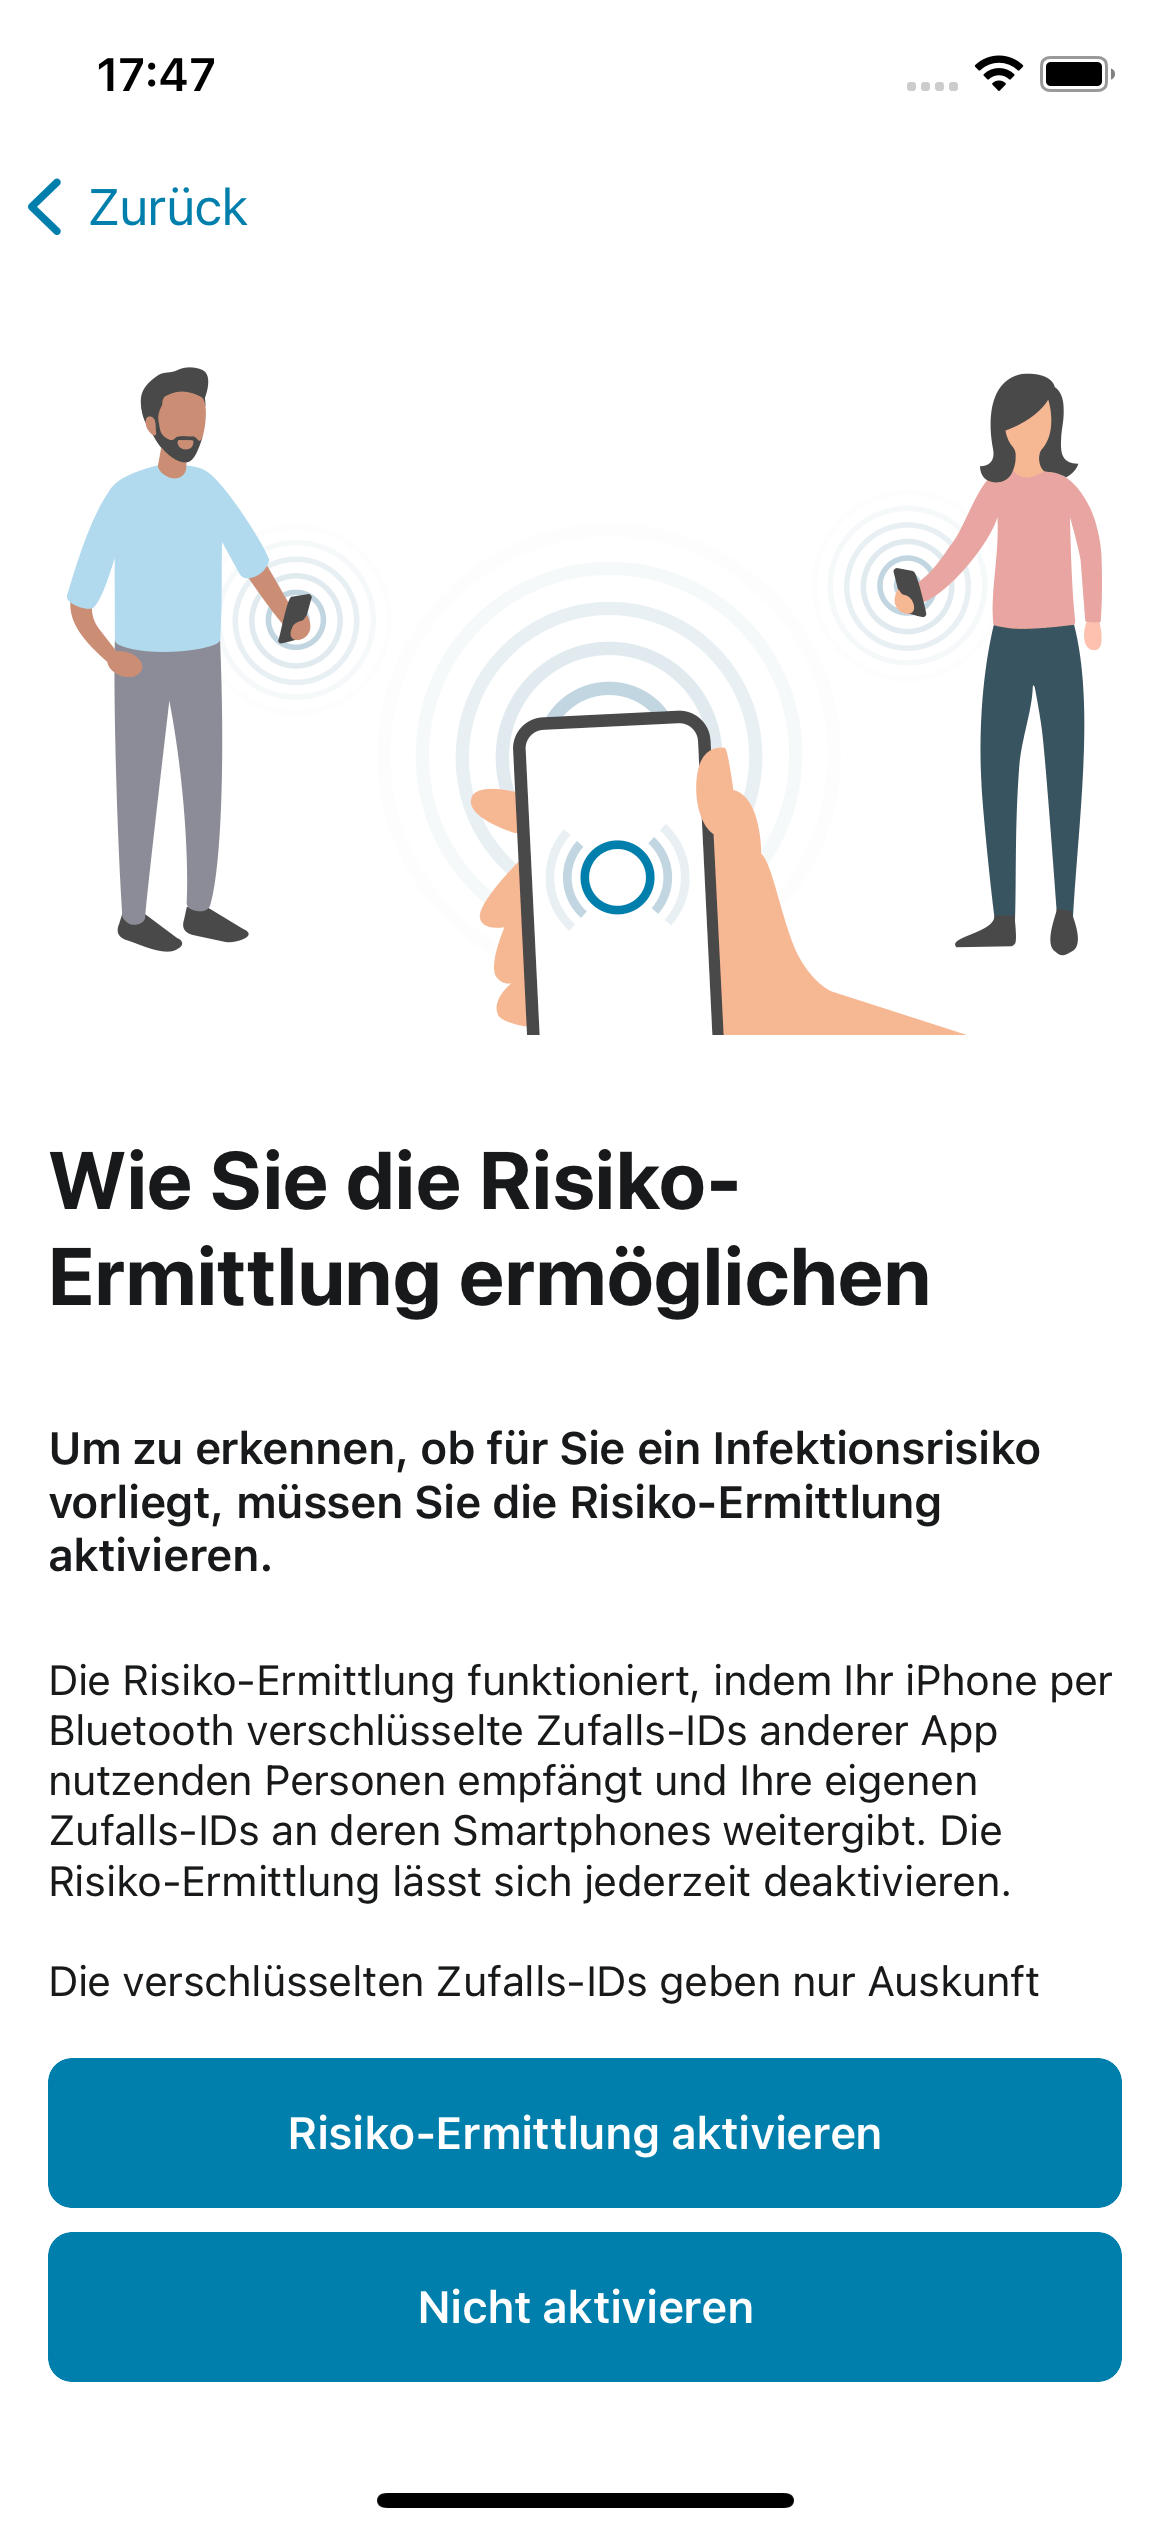 17:47
Zurück
Wie Sie die Risiko-
Ermittlung ermöglichen
Um zu erkennen, ob für Sie ein Infektionsrisiko
vorliegt, müssen Sie die Risiko-Ermittlung
aktivieren.
Die Risiko-Ermittlung funktioniert, indem Ihr iPhone per
Bluetooth verschlüsselte Zufalls-IDs anderer App
nutzenden Personen empfängt und Ihre eigenen
Zufalls-IDs an deren Smartphones weitergibt. Die
Risiko-Ermittlung lässt sich jederzeit deaktivieren.
Die verschlüsselten Zufalls-IDs geben nur Auskunft
Risiko-Ermittlung aktivieren
Nicht aktivieren